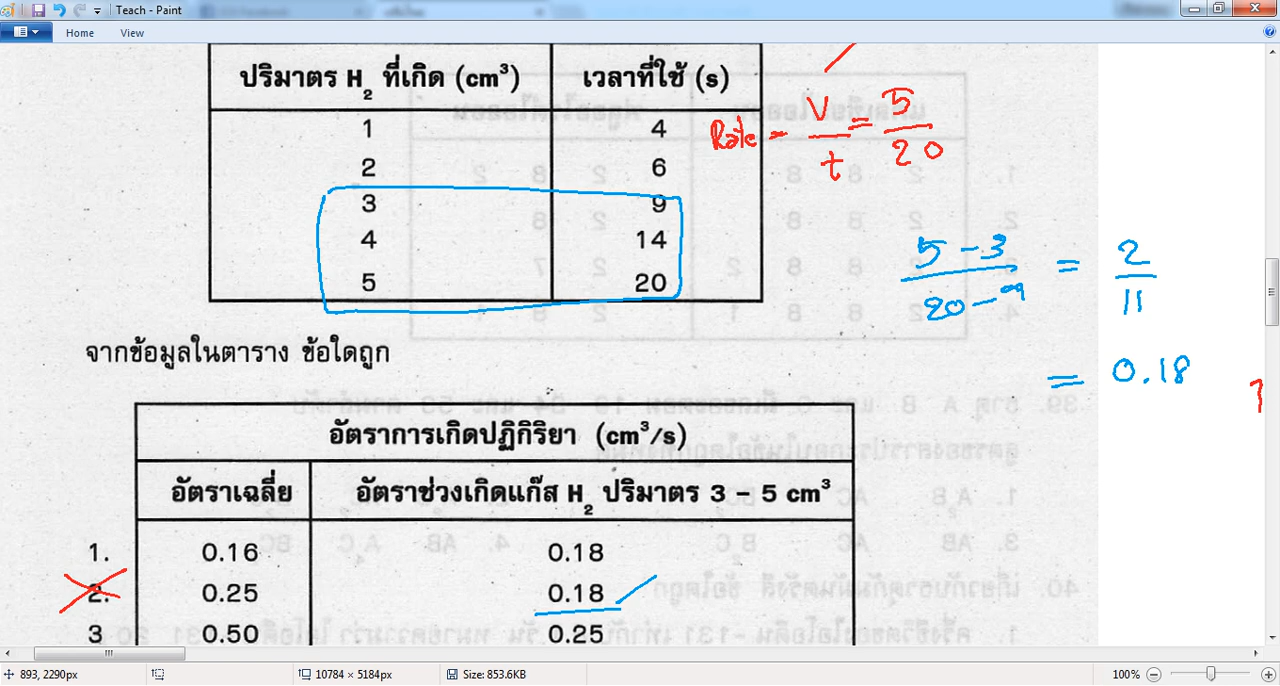 Teach - Paint
Home View
ปริมาตร H2 ที่เกิด (cm³) เวลาที่ใช้ (s)
1 4
2 6
3 9
4 14
5 20
Rate = V/t = 5/20
5 - 3 / 20 - 9 = 2/11
= 0.18
จากข้อมูลในตาราง ข้อใดถูก
อัตราการเกิดปฏิกิริยา (cm³/s)
อัตราเฉลี่ย อัตราช่วงเกิดแก๊ส H2 ปริมาตร 3 – 5 cm³
1. 0.16 0.18
2. 0.25 0.18
3 0.50 0.25
893, 2290px 10784 × 5184px Size: 853.6KB 100%